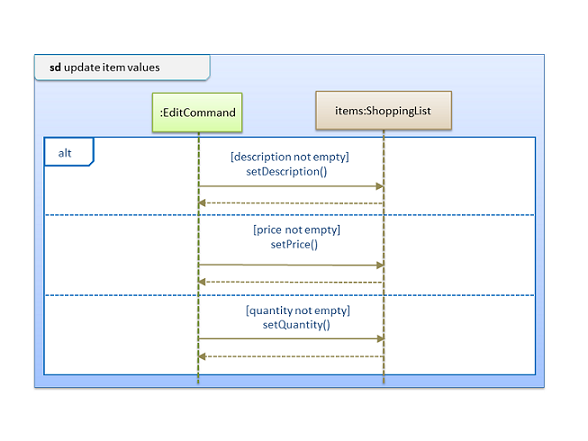 sd update item values
:EditCommand
items:ShoppingList
alt
[description not empty]
setDescription()
[price not empty]
setPrice()
[quantity not empty]
setQuantity()